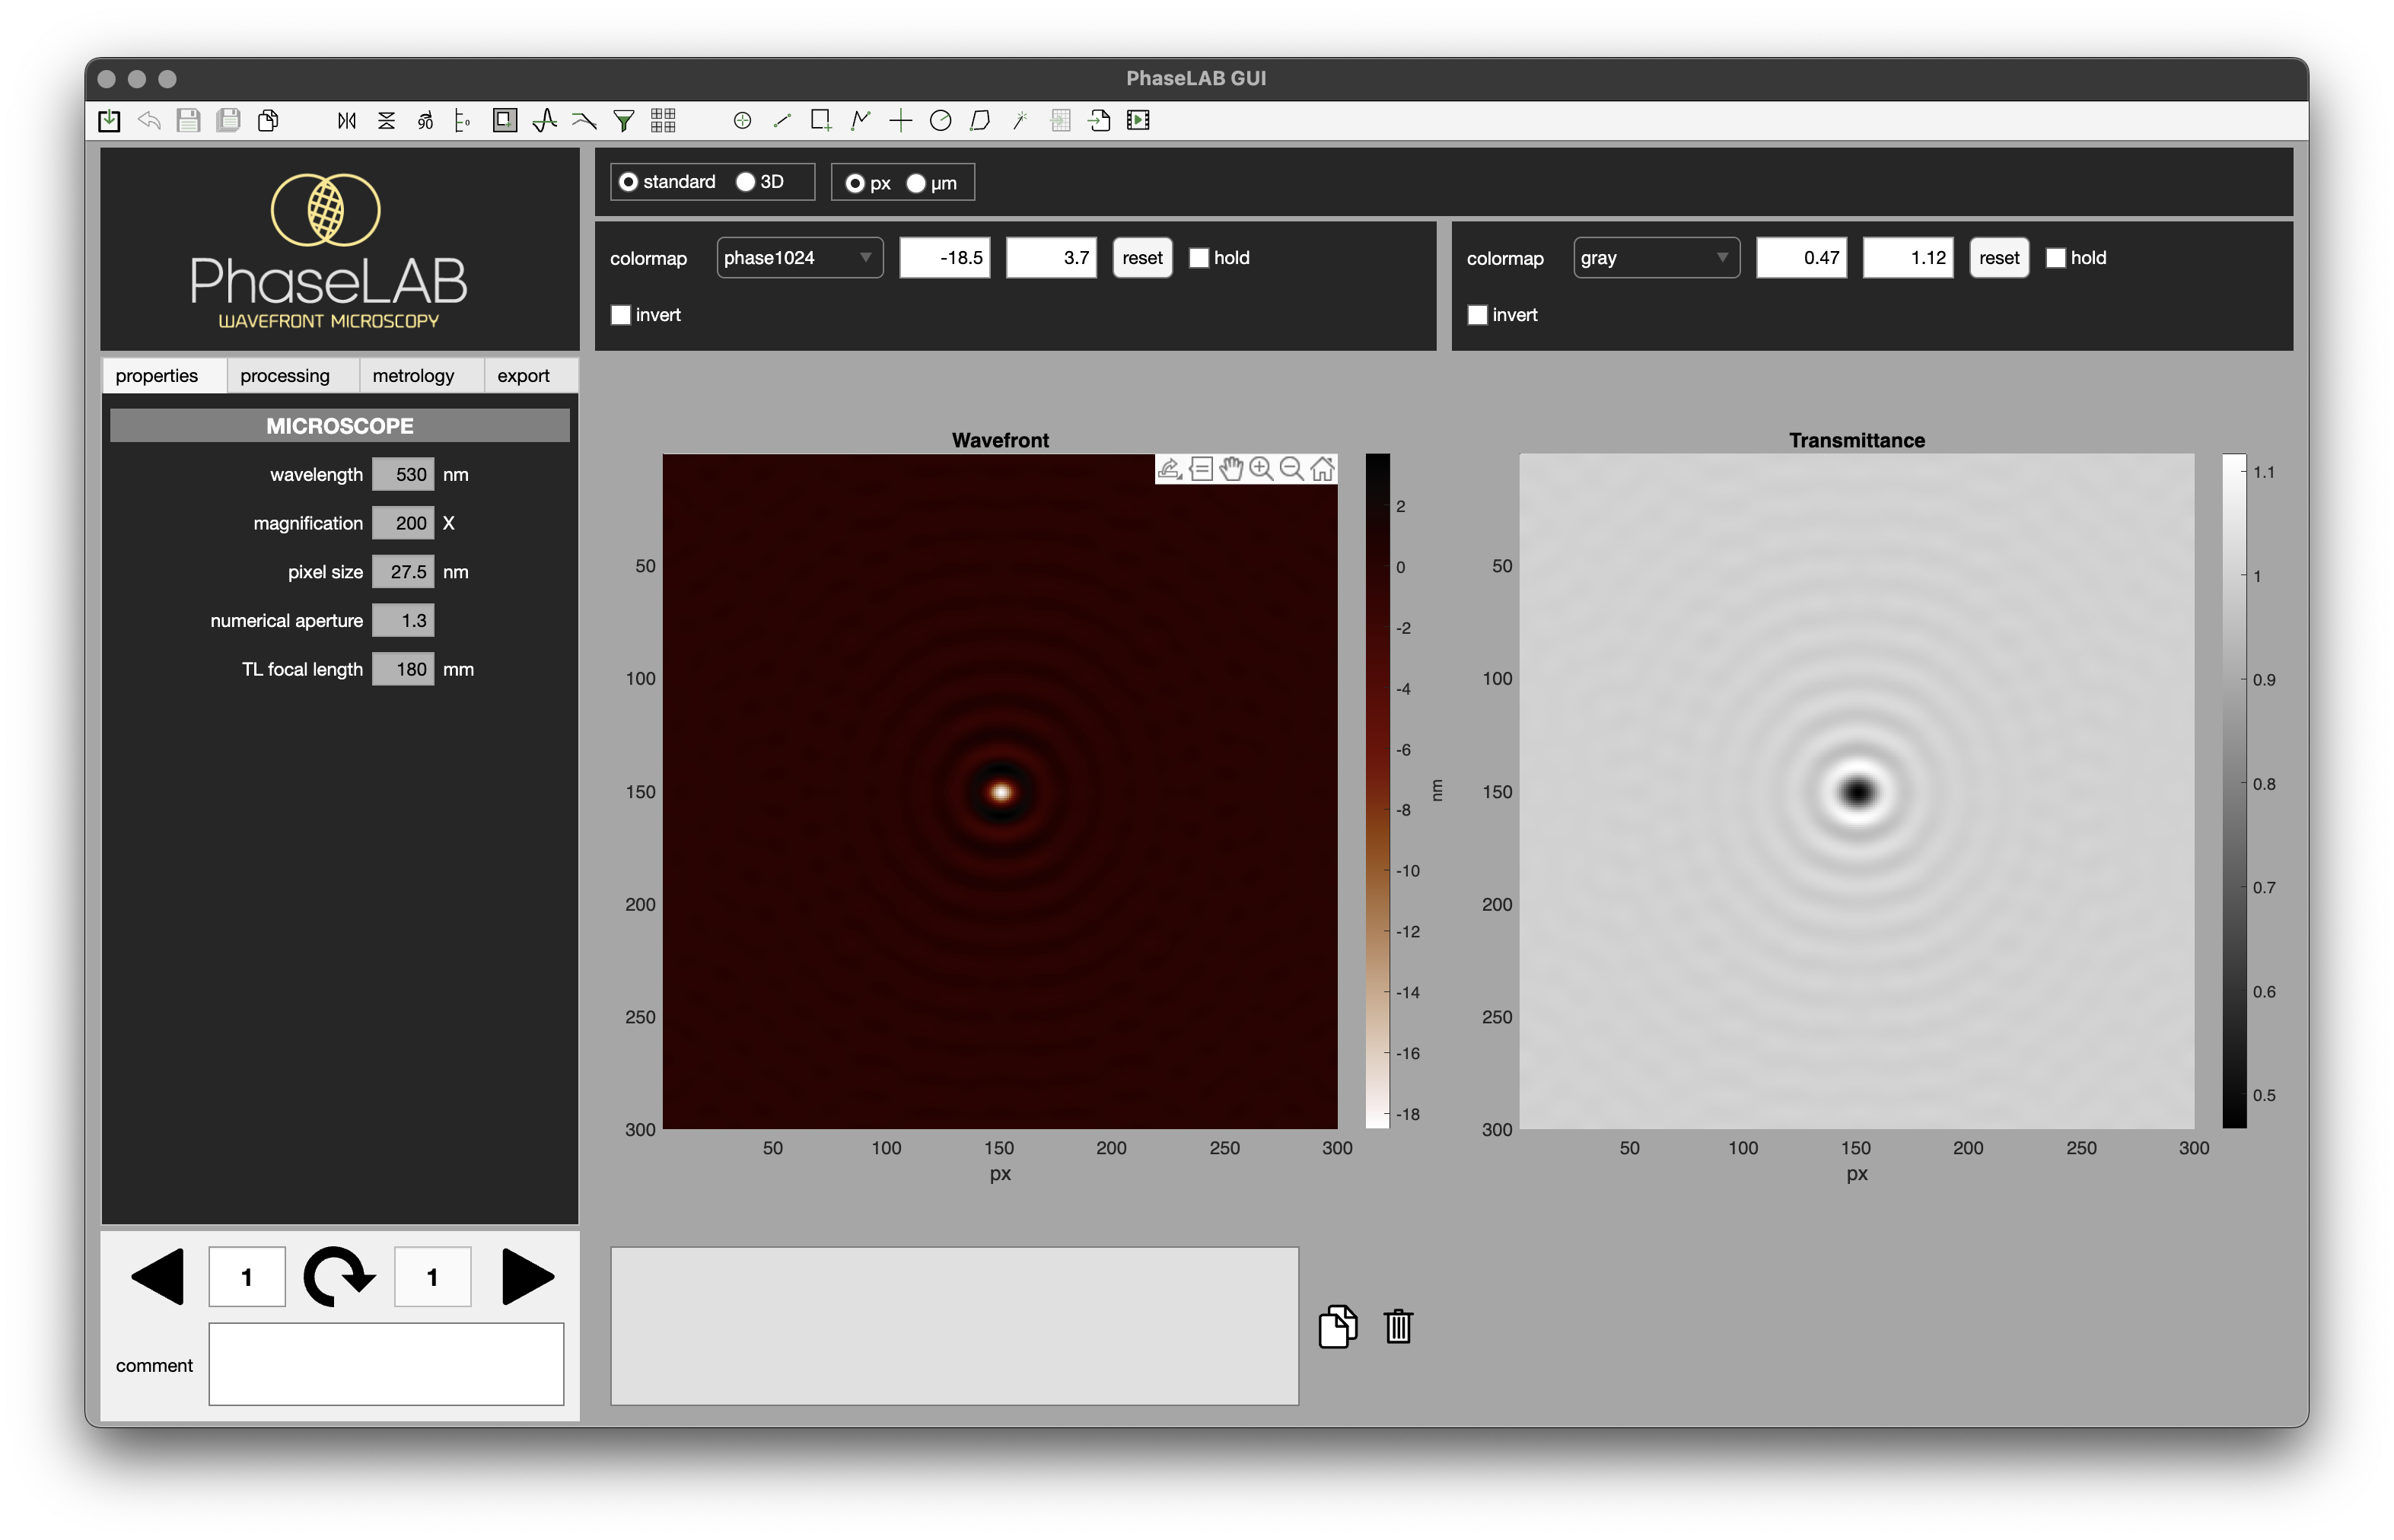 PhaseLAB GUI
90
0
PhaseLAB
WAVEFRONT MICROSCOPY
standard 3D px µm
colormap phase1024 -18.5 3.7 reset hold
invert
colormap gray 0.47 1.12 reset hold
invert
properties processing metrology export
MICROSCOPE
wavelength 530 nm
magnification 200 X
pixel size 27.5 nm
numerical aperture 1.3
TL focal length 180 mm
Wavefront
50
100
150
200
250
300
50 100 150 200 250 300
px
2
0
-2
-4
-6
-8
-10
-12
-14
-16
-18
nm
Transmittance
50
100
150
200
250
300
50 100 150 200 250 300
px
1.1
1
0.9
0.8
0.7
0.6
0.5
1 1
comment